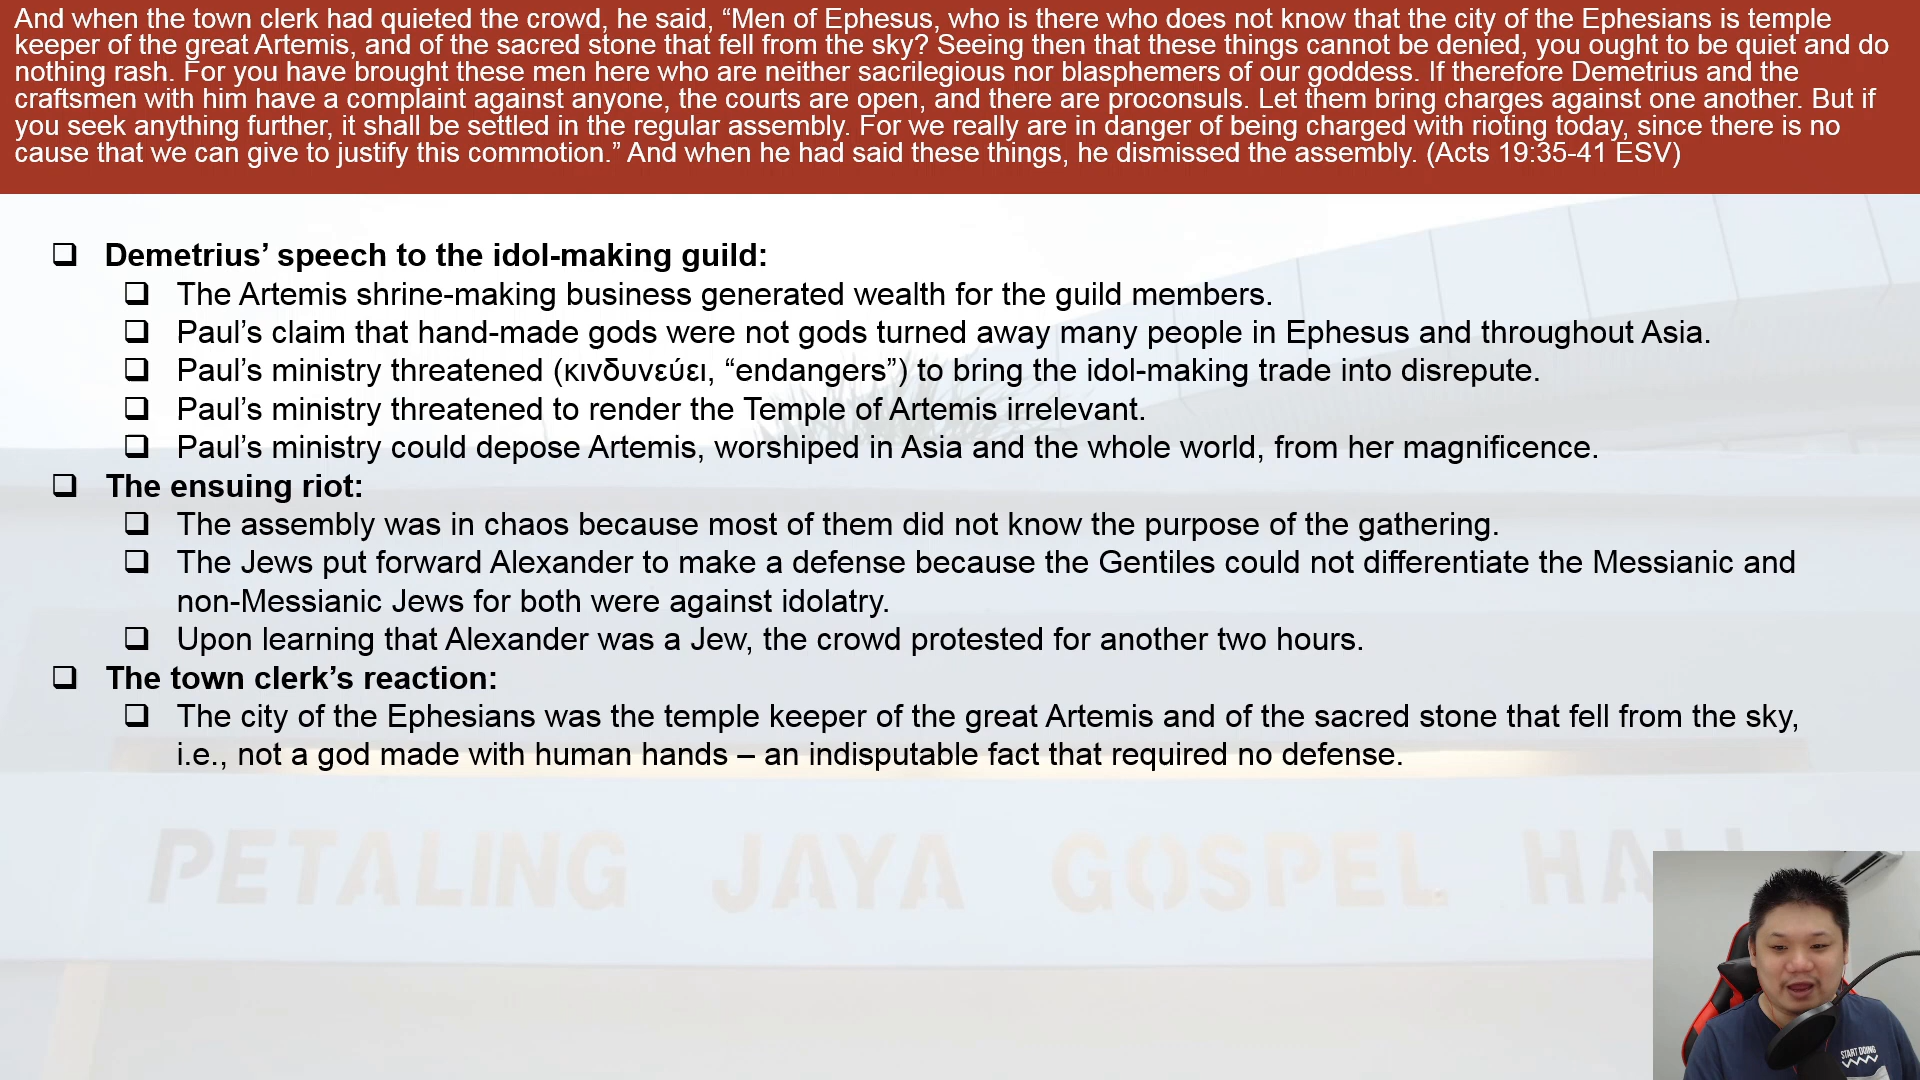 And when the town clerk had quieted the crowd, he said, “Men of Ephesus, who is there who does not know that the city of the Ephesians is temple
keeper of the great Artemis, and of the sacred stone that fell from the sky? Seeing then that these things cannot be denied, you ought to be quiet and do
nothing rash. For you have brought these men here who are neither sacrilegious nor blasphemers of our goddess. If therefore Demetrius and the
craftsmen with him have a complaint against anyone, the courts are open, and there are proconsuls. Let them bring charges against one another. But if
you seek anything further, it shall be settled in the regular assembly. For we really are in danger of being charged with rioting today, since there is no
cause that we can give to justify this commotion.” And when he had said these things, he dismissed the assembly. (Acts 19:35-41 ESV)
❑ Demetrius’ speech to the idol-making guild:
❑ The Artemis shrine-making business generated wealth for the guild members.
❑ Paul’s claim that hand-made gods were not gods turned away many people in Ephesus and throughout Asia.
❑ Paul’s ministry threatened (κινδυνεύει, “endangers”) to bring the idol-making trade into disrepute.
❑ Paul’s ministry threatened to render the Temple of Artemis irrelevant.
❑ Paul’s ministry could depose Artemis, worshiped in Asia and the whole world, from her magnificence.
❑ The ensuing riot:
❑ The assembly was in chaos because most of them did not know the purpose of the gathering.
❑ The Jews put forward Alexander to make a defense because the Gentiles could not differentiate the Messianic and
non-Messianic Jews for both were against idolatry.
❑ Upon learning that Alexander was a Jew, the crowd protested for another two hours.
❑ The town clerk’s reaction:
❑ The city of the Ephesians was the temple keeper of the great Artemis and of the sacred stone that fell from the sky,
i.e., not a god made with human hands – an indisputable fact that required no defense.
PETALING JAYA GOSPEL HALL
START DOING